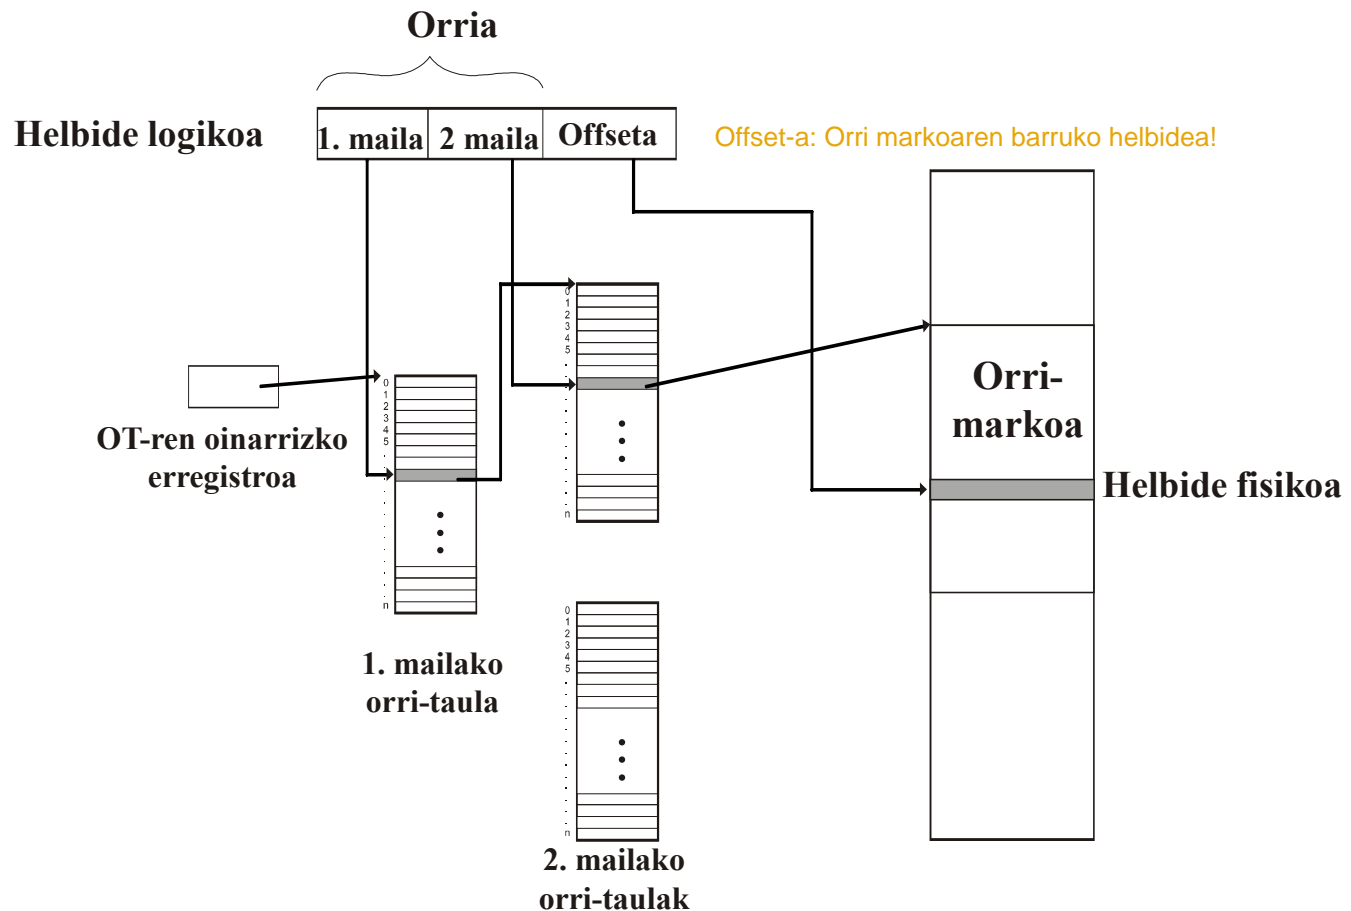 Orria
Helbide logikoa
1. maila
2 maila
Offseta
Offset-a: Orri markoaren barruko helbidea!
0
1
2
3
4
5
n
OT-ren oinarrizko
erregistroa
0
1
2
3
4
5
n
1. mailako
orri-taula
Orri-
markoa
Helbide fisikoa
0
1
2
3
4
5
n
2. mailako
orri-taulak